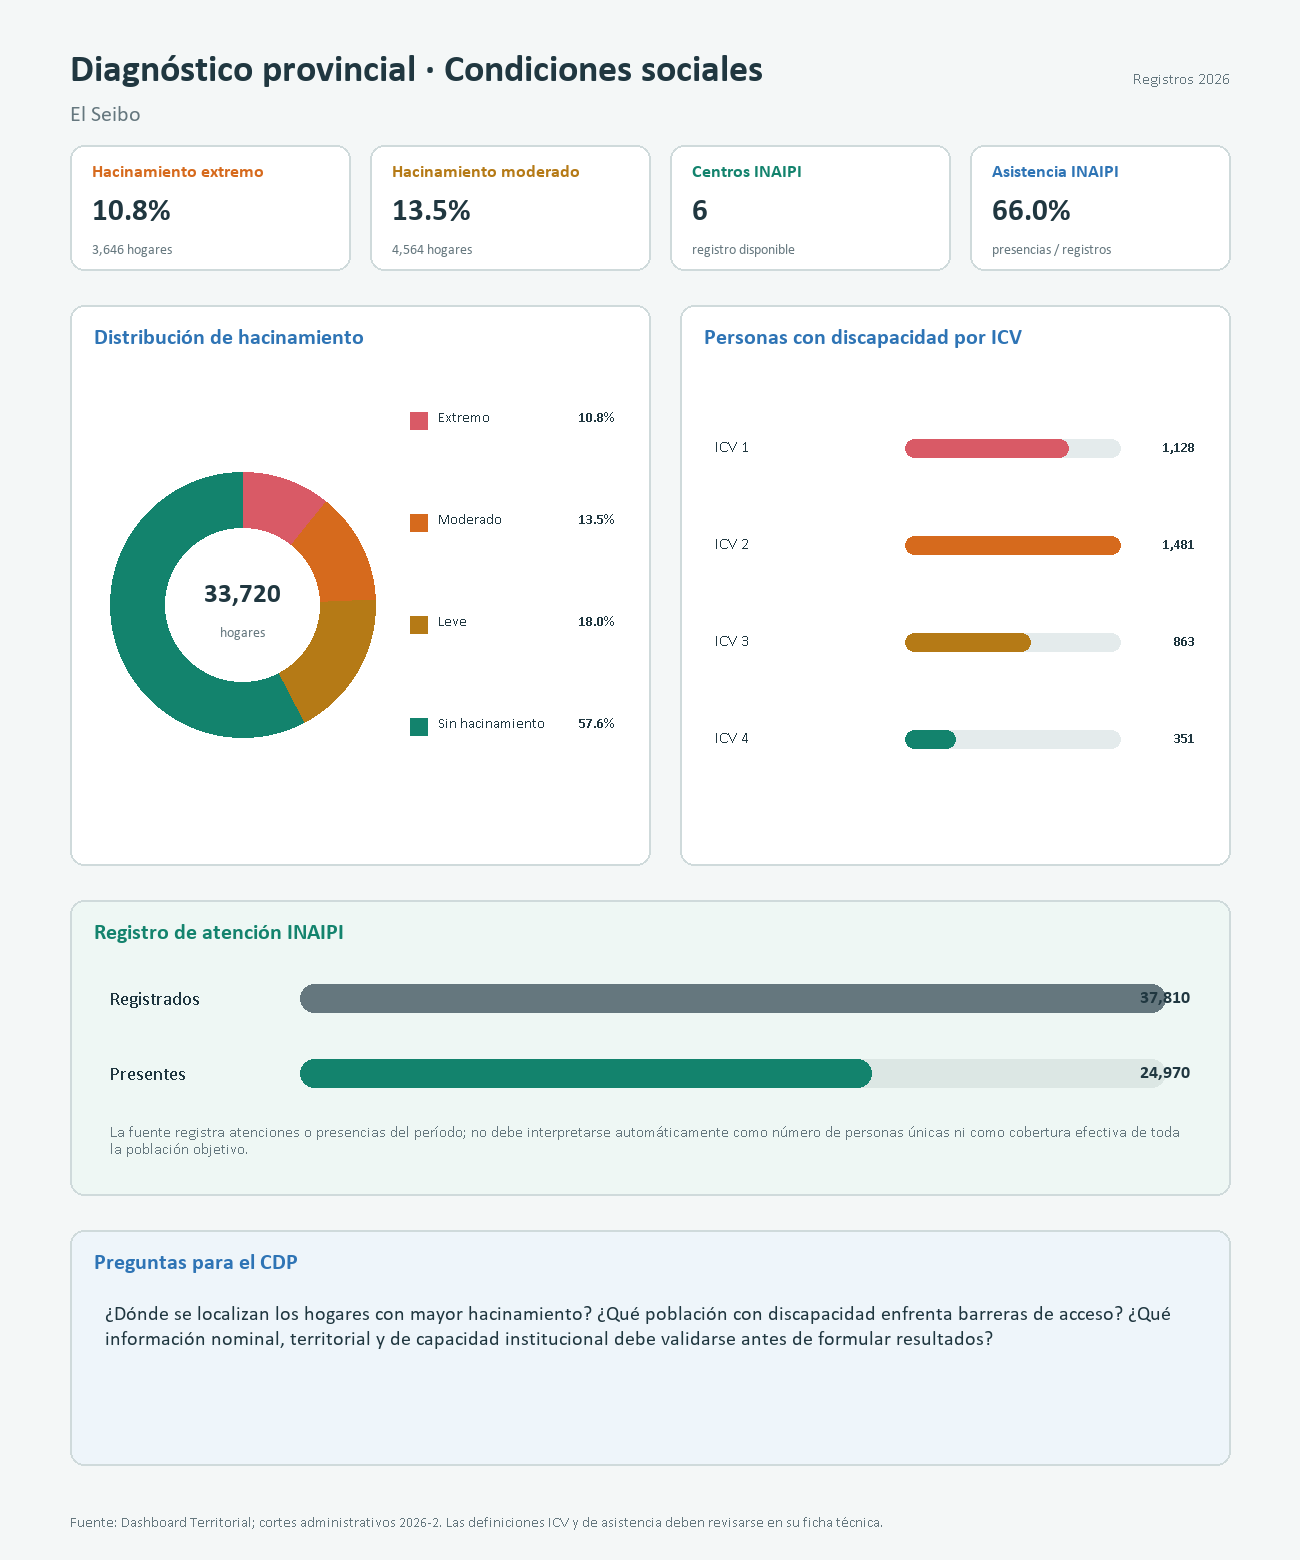 Diagnóstico provincial · Condiciones sociales
Registros 2026
El Seibo
Hacinamiento extremo
10.8%
3,646 hogares
Hacinamiento moderado
13.5%
4,564 hogares
Centros INAIPI
6
registro disponible
Asistencia INAIPI
66.0%
presencias / registros
Distribución de hacinamiento
33,720
hogares
Extremo 10.8%
Moderado 13.5%
Leve 18.0%
Sin hacinamiento 57.6%
Personas con discapacidad por ICV
ICV 1 1,128
ICV 2 1,481
ICV 3 863
ICV 4 351
Registro de atención INAIPI
Registrados 37,810
Presentes 24,970
La fuente registra atenciones o presencias del período; no debe interpretarse automáticamente como número de personas únicas ni como cobertura efectiva de toda
la población objetivo.
Preguntas para el CDP
¿Dónde se localizan los hogares con mayor hacinamiento? ¿Qué población con discapacidad enfrenta barreras de acceso? ¿Qué
información nominal, territorial y de capacidad institucional debe validarse antes de formular resultados?
Fuente: Dashboard Territorial; cortes administrativos 2026-2. Las definiciones ICV y de asistencia deben revisarse en su ficha técnica.